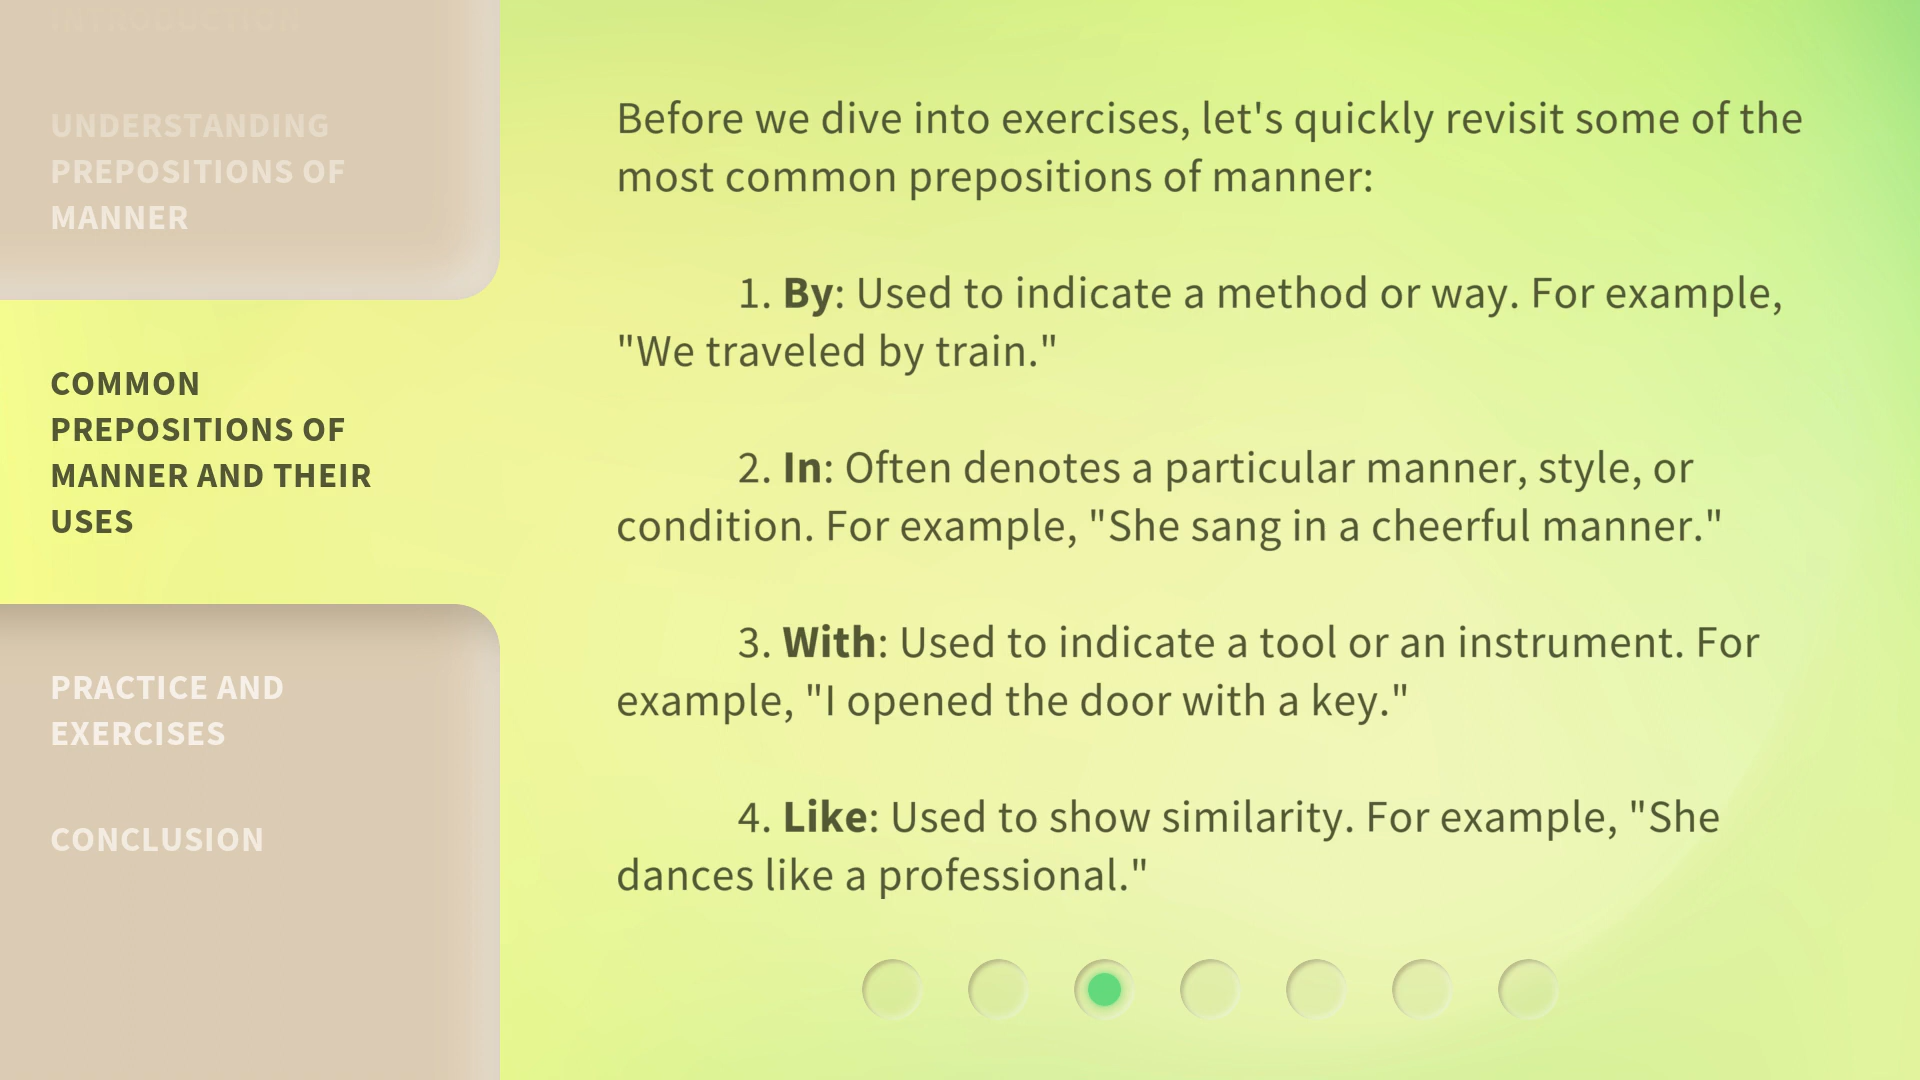 INTRODUCTION
UNDERSTANDING
PREPOSITIONS OF
MANNER
COMMON
PREPOSITIONS OF
MANNER AND THEIR
USES
PRACTICE AND
EXERCISES
CONCLUSION
Before we dive into exercises, let's quickly revisit some of the
most common prepositions of manner:
1. By: Used to indicate a method or way. For example,
"We traveled by train."
2. In: Often denotes a particular manner, style, or
condition. For example, "She sang in a cheerful manner."
3. With: Used to indicate a tool or an instrument. For
example, "I opened the door with a key."
4. Like: Used to show similarity. For example, "She
dances like a professional."